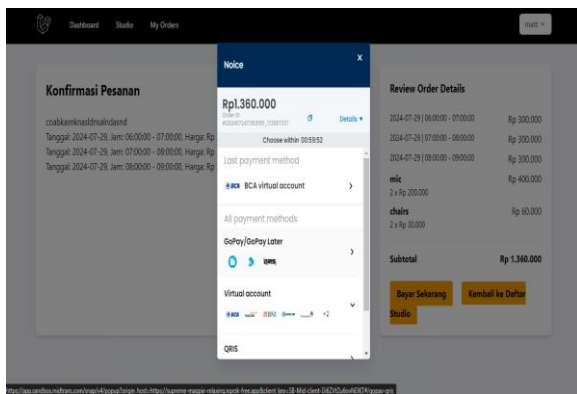 Dashboard Studio My Orders
matt
Noice x
Konfirmasi Pesanan
Tanggal: 2024-07-29, Jam: 06:00:00 - 07:00:00, Harga: Rp
Tanggal: 2024-07-29, Jam: 07:00:00 - 08:00:00, Harga: Rp
Tanggal: 2024-07-29, Jam: 08:00:00 - 09:00:00, Harga: Rp
Rp1.360.000
Order ID
Details
Choose within 00:59:52
Last payment method
BCA BCA virtual account
All payment methods
GoPay/GoPay Later
QRIS
Virtual account
BCA BNI +2
QRIS
Review Order Details
2024-07-29 | 06:00:00 - 07:00:00 Rp 300.000
2024-07-29 | 07:00:00 - 08:00:00 Rp 300.000
2024-07-29 | 08:00:00 - 09:00:00 Rp 300.000
mic Rp 400.000
2 x Rp 200.000
chairs Rp 60.000
2 x Rp 30.000
Subtotal Rp 1.360.000
Bayar Sekarang Kembali ke Daftar
Studio